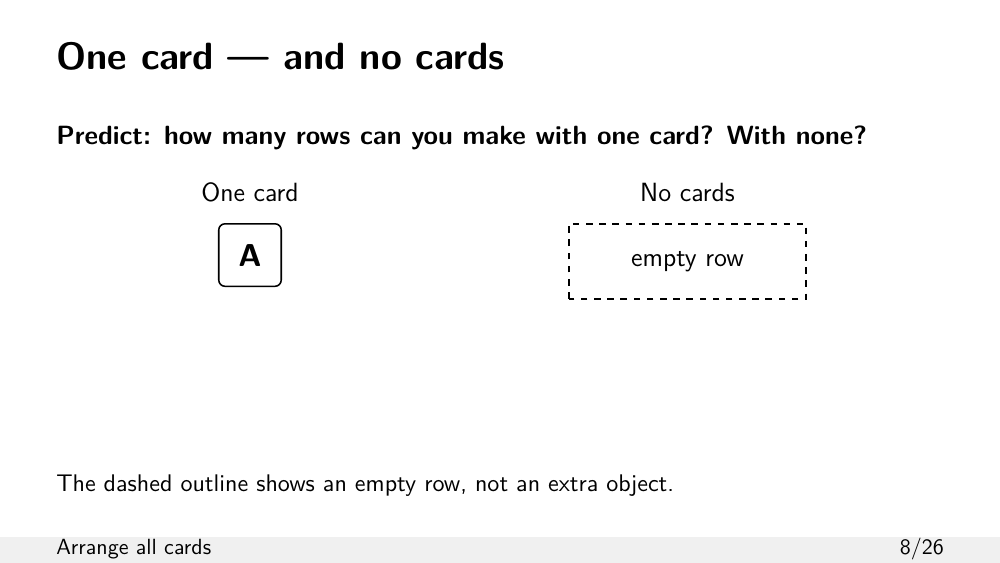 One card — and no cards
Predict: how many rows can you make with one card? With none?
One card
No cards
A
empty row
The dashed outline shows an empty row, not an extra object.
Arrange all cards
8/26